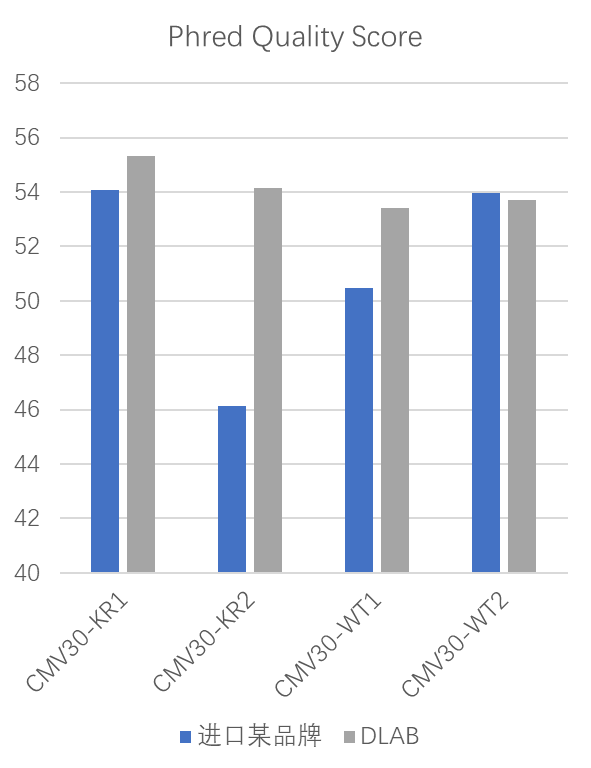 Phred Quality Score
58
56
54
52
50
48
46
44
42
40
CMV30-KR1
CMV30-KR2
CMV30-WT1
CMV30-WT2
进口某品牌 DLAB